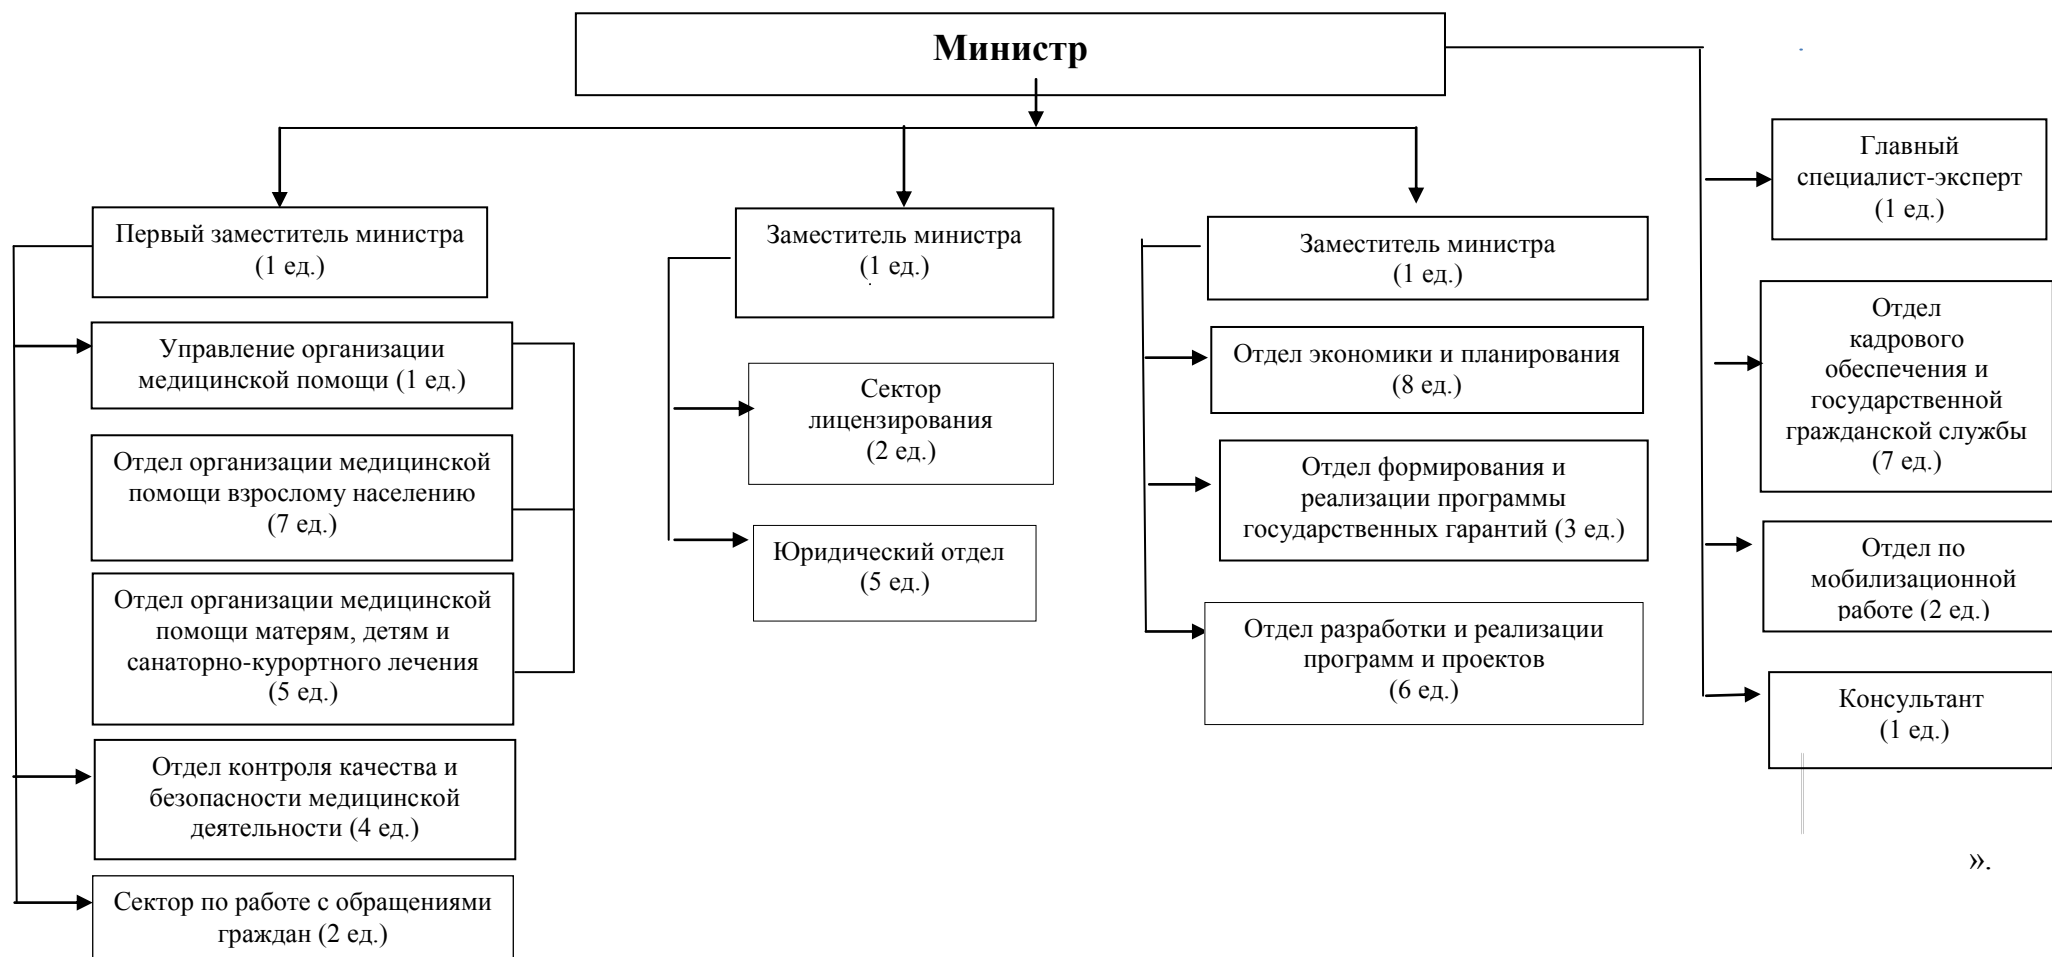 Министр
Первый заместитель министра
(1 ед.)
Управление организации
медицинской помощи (1 ед.)
Отдел организации медицинской
помощи взрослому населению
(7 ед.)
Отдел организации медицинской
помощи матерям, детям и
санаторно-курортного лечения
(5 ед.)
Отдел контроля качества и
безопасности медицинской
деятельности (4 ед.)
Сектор по работе с обращениями
граждан (2 ед.)
Заместитель министра
(1 ед.)
Сектор
лицензирования
(2 ед.)
Юридический отдел
(5 ед.)
Заместитель министра
(1 ед.)
Отдел экономики и планирования
(8 ед.)
Отдел формирования и
реализации программы
государственных гарантий (3 ед.)
Отдел разработки и реализации
программ и проектов
(6 ед.)
Главный
специалист-эксперт
(1 ед.)
Отдел
кадрового
обеспечения и
государственной
гражданской службы
(7 ед.)
Отдел по
мобилизационной
работе (2 ед.)
Консультант
(1 ед.)
».